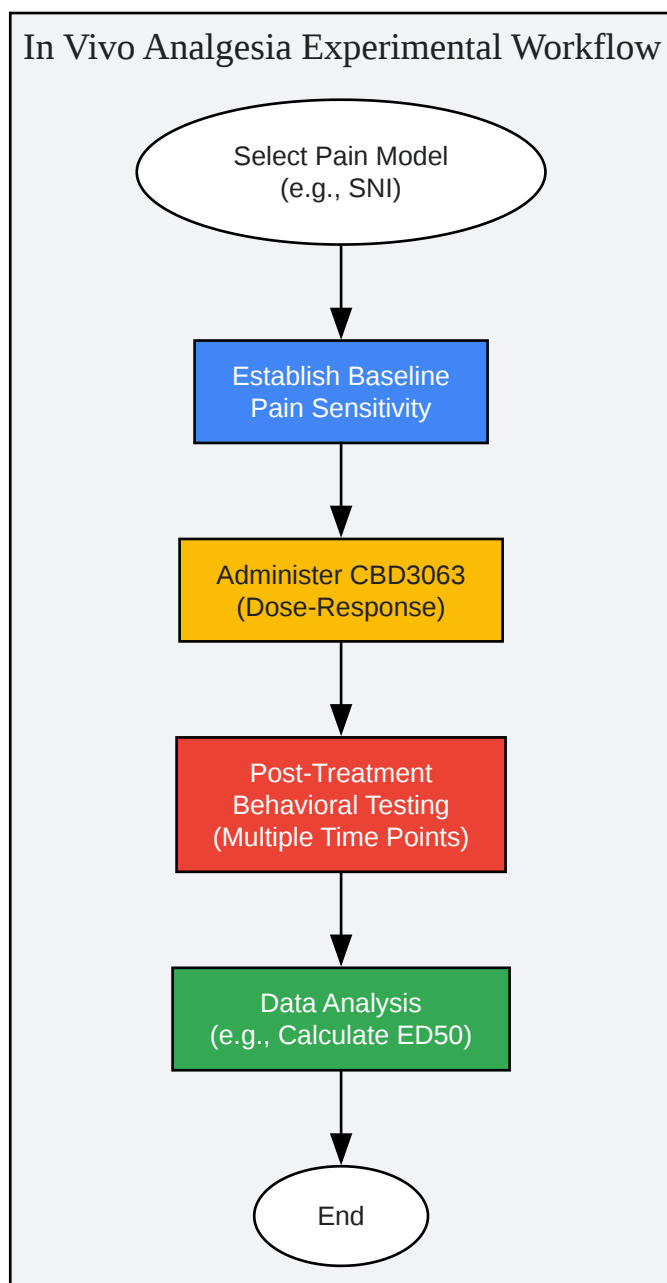 In Vivo Analgesia Experimental Workflow
Select Pain Model
(e.g., SNI)
Establish Baseline
Pain Sensitivity
Administer CBD3063
(Dose-Response)
Post-Treatment
Behavioral Testing
(Multiple Time Points)
Data Analysis
(e.g., Calculate ED50)
End